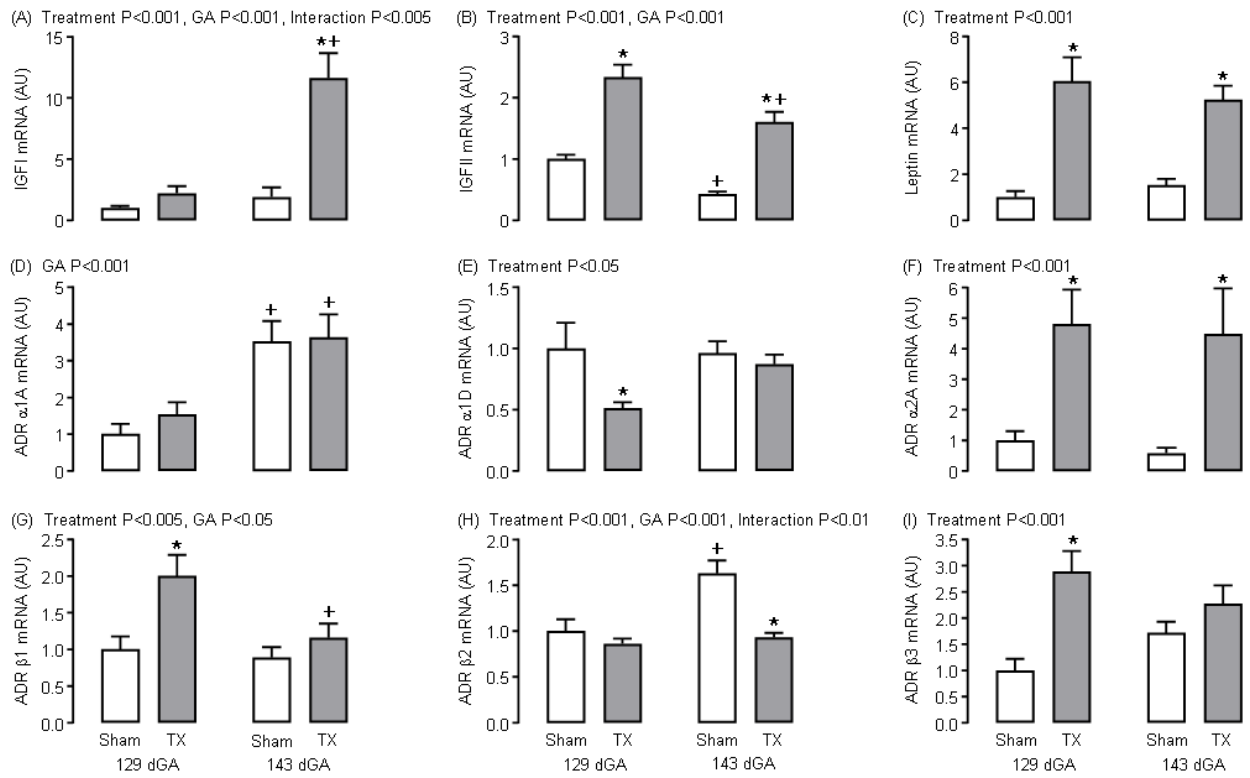 (A) Treatment P<0.001, GA P<0.001, Interaction P<0.005
IGFI mRNA (AU)
15
10
5
0
*+
(B) Treatment P<0.001, GA P<0.001
IGFII mRNA (AU)
3
2
1
0
*
+
*+
(C) Treatment P<0.001
Leptin mRNA (AU)
8
6
4
2
0
*
*
(D) GA P<0.001
ADR α1A mRNA (AU)
5
4
3
2
1
0
+
+
(E) Treatment P<0.05
ADR α1D mRNA (AU)
1.5
1.0
0.5
0
*
(F) Treatment P<0.001
ADR α2A mRNA (AU)
6
5
4
3
2
1
0
*
*
(G) Treatment P<0.005, GA P<0.05
ADR β1 mRNA (AU)
2.5
2.0
1.5
1.0
0.5
0.0
*
+
Sham TX Sham TX
129 dGA 143 dGA
(H) Treatment P<0.001, GA P<0.001, Interaction P<0.01
ADR β2 mRNA (AU)
2.0
1.5
1.0
0.5
0.0
+
*
Sham TX Sham TX
129 dGA 143 dGA
(I) Treatment P<0.001
ADR β3 mRNA (AU)
3.5
3.0
2.5
2.0
1.5
1.0
0.5
0.0
*
Sham TX Sham TX
129 dGA 143 dGA